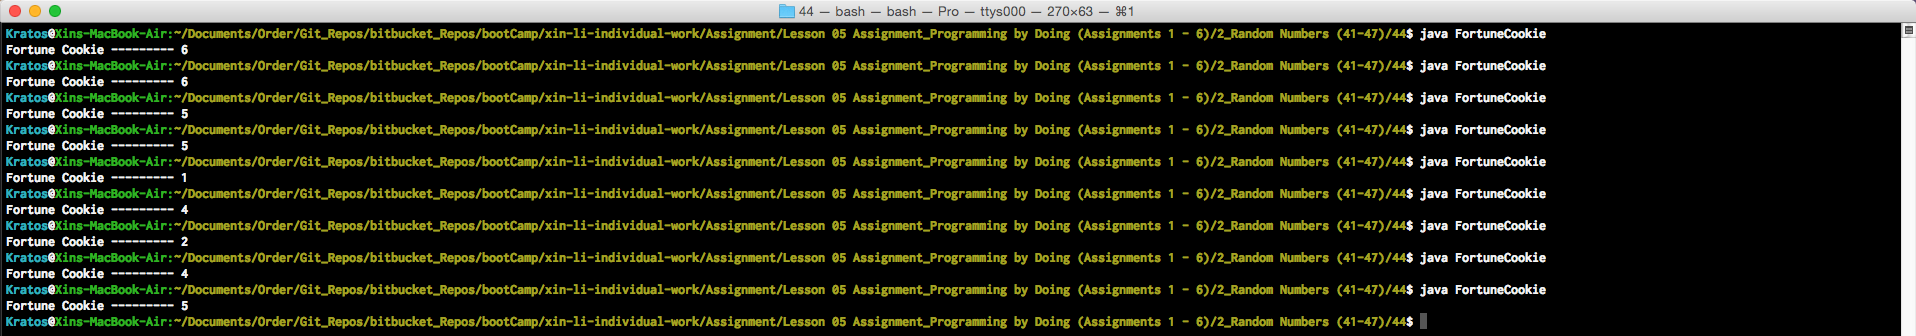 44 — bash — bash — Pro — ttys000 — 270×63 — ⌘1
Kratos@Xins-MacBook-Air:~/Documents/Order/Git_Repos/bitbucket_Repos/bootCamp/xin-li-individual-work/Assignment/Lesson 05 Assignment_Programming by Doing (Assignments 1 - 6)/2_Random Numbers (41-47)/44$ java FortuneCookie
Fortune Cookie --------- 6
Kratos@Xins-MacBook-Air:~/Documents/Order/Git_Repos/bitbucket_Repos/bootCamp/xin-li-individual-work/Assignment/Lesson 05 Assignment_Programming by Doing (Assignments 1 - 6)/2_Random Numbers (41-47)/44$ java FortuneCookie
Fortune Cookie --------- 6
Kratos@Xins-MacBook-Air:~/Documents/Order/Git_Repos/bitbucket_Repos/bootCamp/xin-li-individual-work/Assignment/Lesson 05 Assignment_Programming by Doing (Assignments 1 - 6)/2_Random Numbers (41-47)/44$ java FortuneCookie
Fortune Cookie --------- 5
Kratos@Xins-MacBook-Air:~/Documents/Order/Git_Repos/bitbucket_Repos/bootCamp/xin-li-individual-work/Assignment/Lesson 05 Assignment_Programming by Doing (Assignments 1 - 6)/2_Random Numbers (41-47)/44$ java FortuneCookie
Fortune Cookie --------- 5
Kratos@Xins-MacBook-Air:~/Documents/Order/Git_Repos/bitbucket_Repos/bootCamp/xin-li-individual-work/Assignment/Lesson 05 Assignment_Programming by Doing (Assignments 1 - 6)/2_Random Numbers (41-47)/44$ java FortuneCookie
Fortune Cookie --------- 1
Kratos@Xins-MacBook-Air:~/Documents/Order/Git_Repos/bitbucket_Repos/bootCamp/xin-li-individual-work/Assignment/Lesson 05 Assignment_Programming by Doing (Assignments 1 - 6)/2_Random Numbers (41-47)/44$ java FortuneCookie
Fortune Cookie --------- 4
Kratos@Xins-MacBook-Air:~/Documents/Order/Git_Repos/bitbucket_Repos/bootCamp/xin-li-individual-work/Assignment/Lesson 05 Assignment_Programming by Doing (Assignments 1 - 6)/2_Random Numbers (41-47)/44$ java FortuneCookie
Fortune Cookie --------- 2
Kratos@Xins-MacBook-Air:~/Documents/Order/Git_Repos/bitbucket_Repos/bootCamp/xin-li-individual-work/Assignment/Lesson 05 Assignment_Programming by Doing (Assignments 1 - 6)/2_Random Numbers (41-47)/44$ java FortuneCookie
Fortune Cookie --------- 4
Kratos@Xins-MacBook-Air:~/Documents/Order/Git_Repos/bitbucket_Repos/bootCamp/xin-li-individual-work/Assignment/Lesson 05 Assignment_Programming by Doing (Assignments 1 - 6)/2_Random Numbers (41-47)/44$ java FortuneCookie
Fortune Cookie --------- 5
Kratos@Xins-MacBook-Air:~/Documents/Order/Git_Repos/bitbucket_Repos/bootCamp/xin-li-individual-work/Assignment/Lesson 05 Assignment_Programming by Doing (Assignments 1 - 6)/2_Random Numbers (41-47)/44$